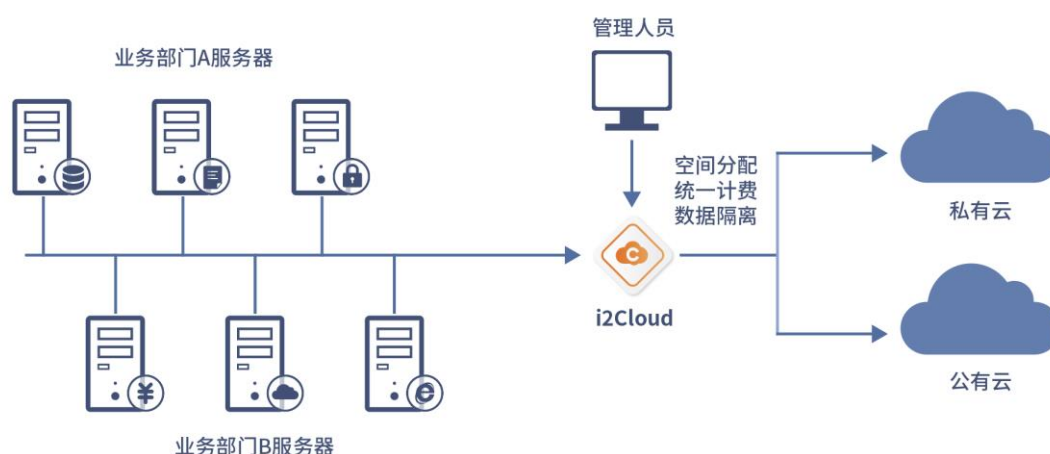 管理人员
业务部门A服务器
空间分配
统一计费
数据隔离
私有云
i2Cloud
公有云
业务部门B服务器